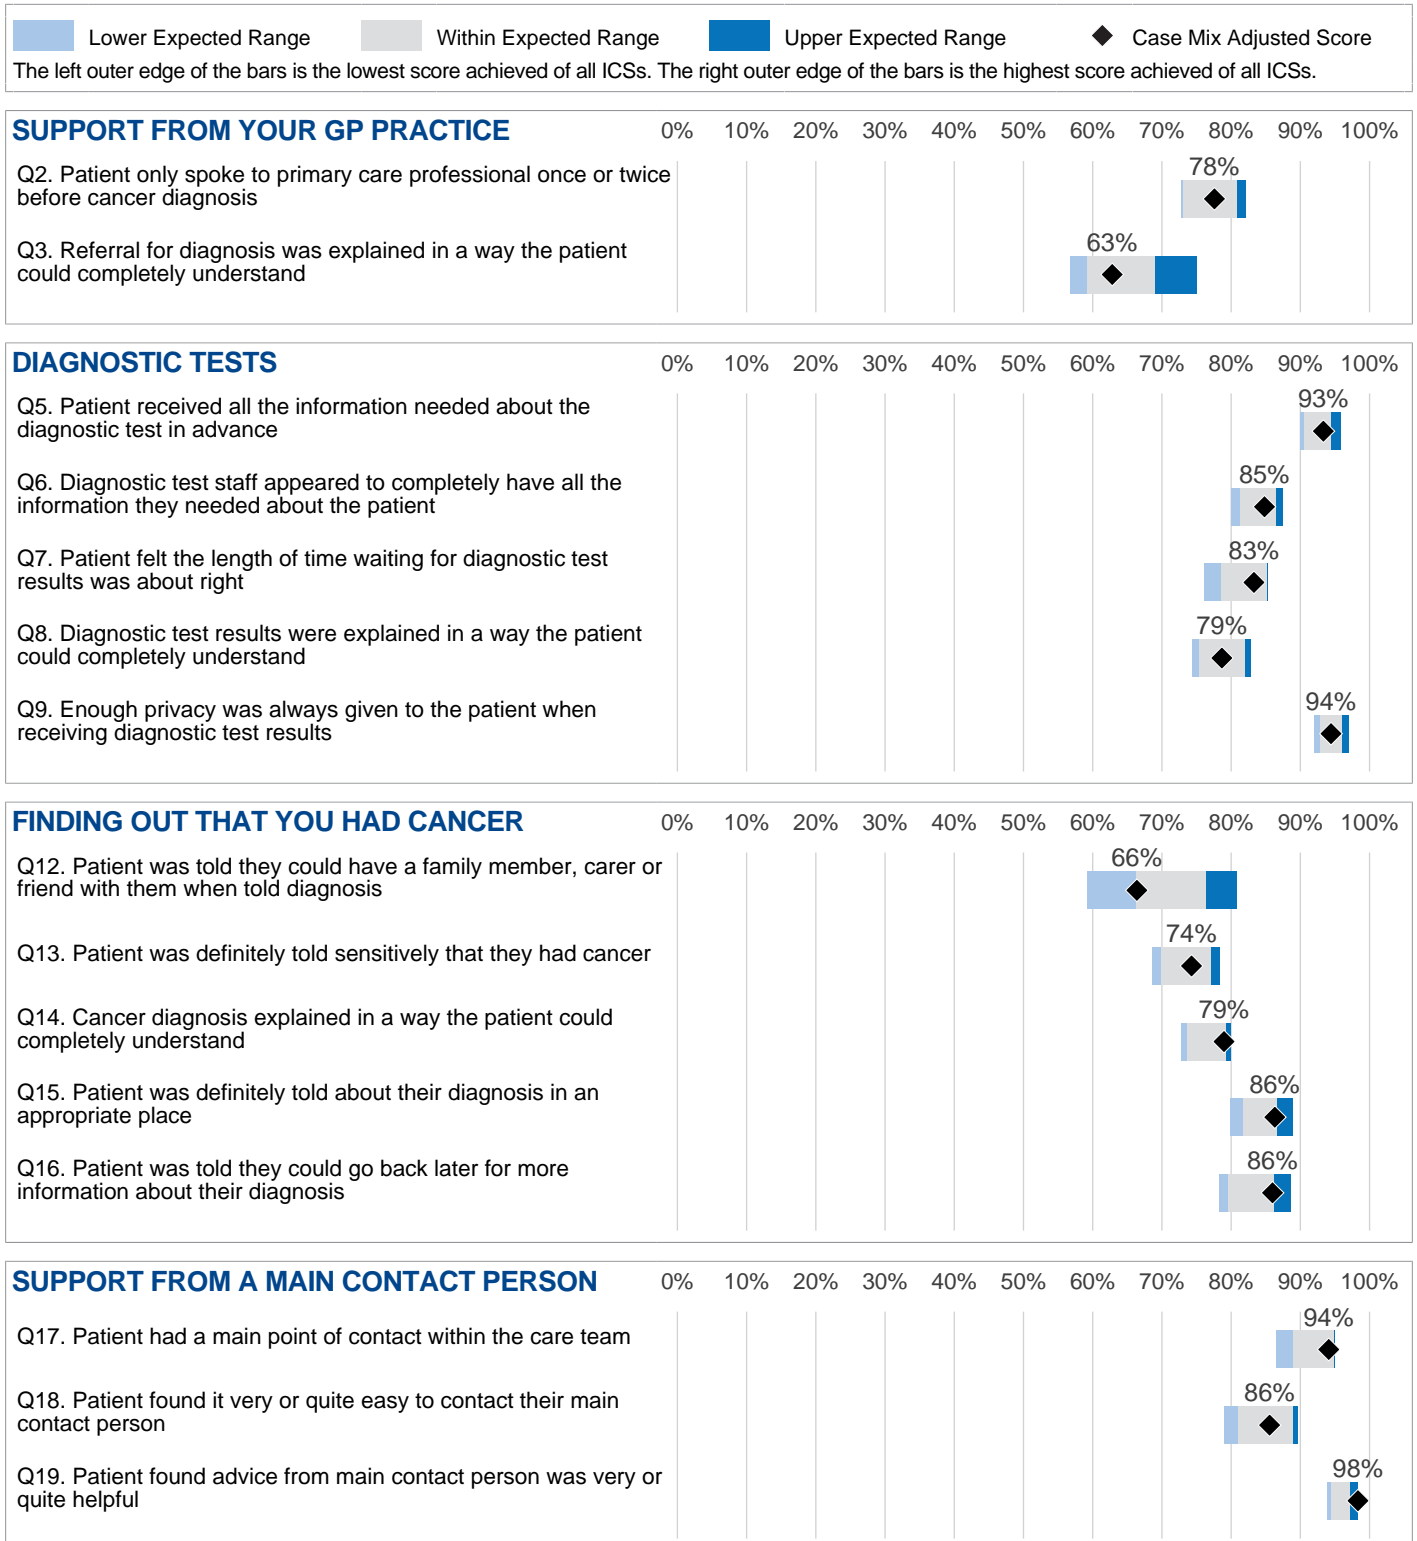 Lower Expected Range Within Expected Range Upper Expected Range Case Mix Adjusted Score
The left outer edge of the bars is the lowest score achieved of all ICSs. The right outer edge of the bars is the highest score achieved of all ICSs.
SUPPORT FROM YOUR GP PRACTICE 0% 10% 20% 30% 40% 50% 60% 70% 80% 90% 100%
Q2. Patient only spoke to primary care professional once or twice
before cancer diagnosis
78%
Q3. Referral for diagnosis was explained in a way the patient
could completely understand
63%
DIAGNOSTIC TESTS 0% 10% 20% 30% 40% 50% 60% 70% 80% 90% 100%
Q5. Patient received all the information needed about the
diagnostic test in advance
93%
Q6. Diagnostic test staff appeared to completely have all the
information they needed about the patient
85%
Q7. Patient felt the length of time waiting for diagnostic test
results was about right
83%
Q8. Diagnostic test results were explained in a way the patient
could completely understand
79%
Q9. Enough privacy was always given to the patient when
receiving diagnostic test results
94%
FINDING OUT THAT YOU HAD CANCER 0% 10% 20% 30% 40% 50% 60% 70% 80% 90% 100%
Q12. Patient was told they could have a family member, carer or
friend with them when told diagnosis
66%
Q13. Patient was definitely told sensitively that they had cancer
74%
Q14. Cancer diagnosis explained in a way the patient could
completely understand
79%
Q15. Patient was definitely told about their diagnosis in an
appropriate place
86%
Q16. Patient was told they could go back later for more
information about their diagnosis
86%
SUPPORT FROM A MAIN CONTACT PERSON 0% 10% 20% 30% 40% 50% 60% 70% 80% 90% 100%
Q17. Patient had a main point of contact within the care team
94%
Q18. Patient found it very or quite easy to contact their main
contact person
86%
Q19. Patient found advice from main contact person was very or
quite helpful
98%